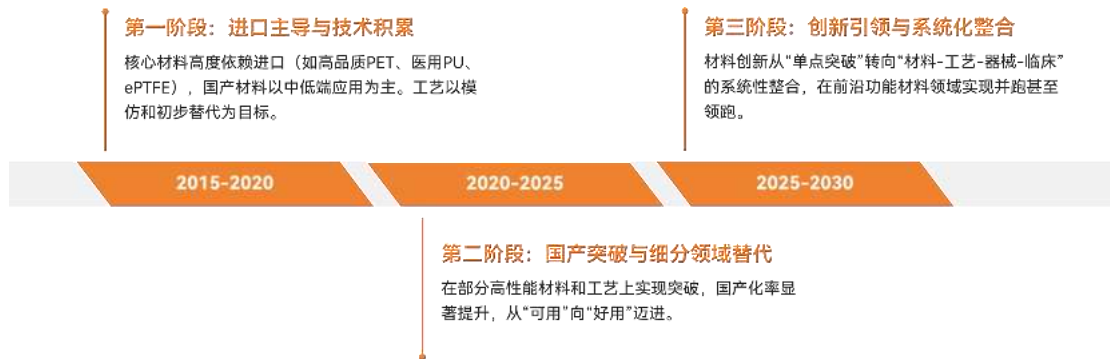 第一阶段：进口主导与技术积累
核心材料高度依赖进口（如高品质PET、医用PU、
ePTFE），国产材料以中低端应用为主。工艺以模
仿和初步替代为目标。
第三阶段：创新引领与系统化整合
材料创新从“单点突破”转向“材料-工艺-器械-临床”
的系统性整合，在前沿功能材料领域实现并跑甚至
领跑。
2015-2020
2020-2025
2025-2030
第二阶段：国产突破与细分领域替代
在部分高性能材料和工艺上实现突破，国产化率显
著提升，从“可用”向“好用”迈进。